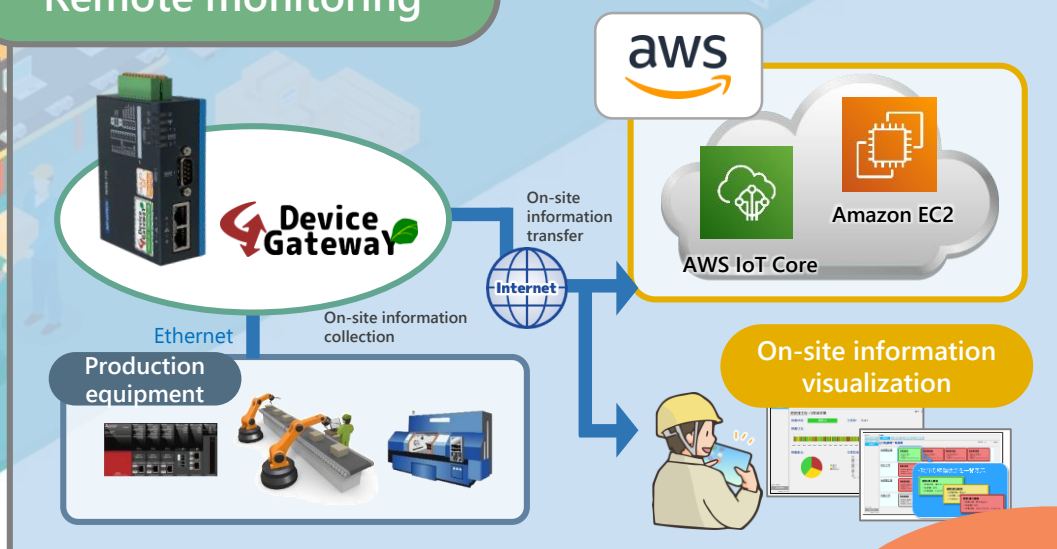 Remote monitoring
aws
Device
GatewaY
On-site
information
transfer
Amazon EC2
AWS IoT Core
Internet
On-site information
collection
Ethernet
Production
equipment
On-site information
visualization